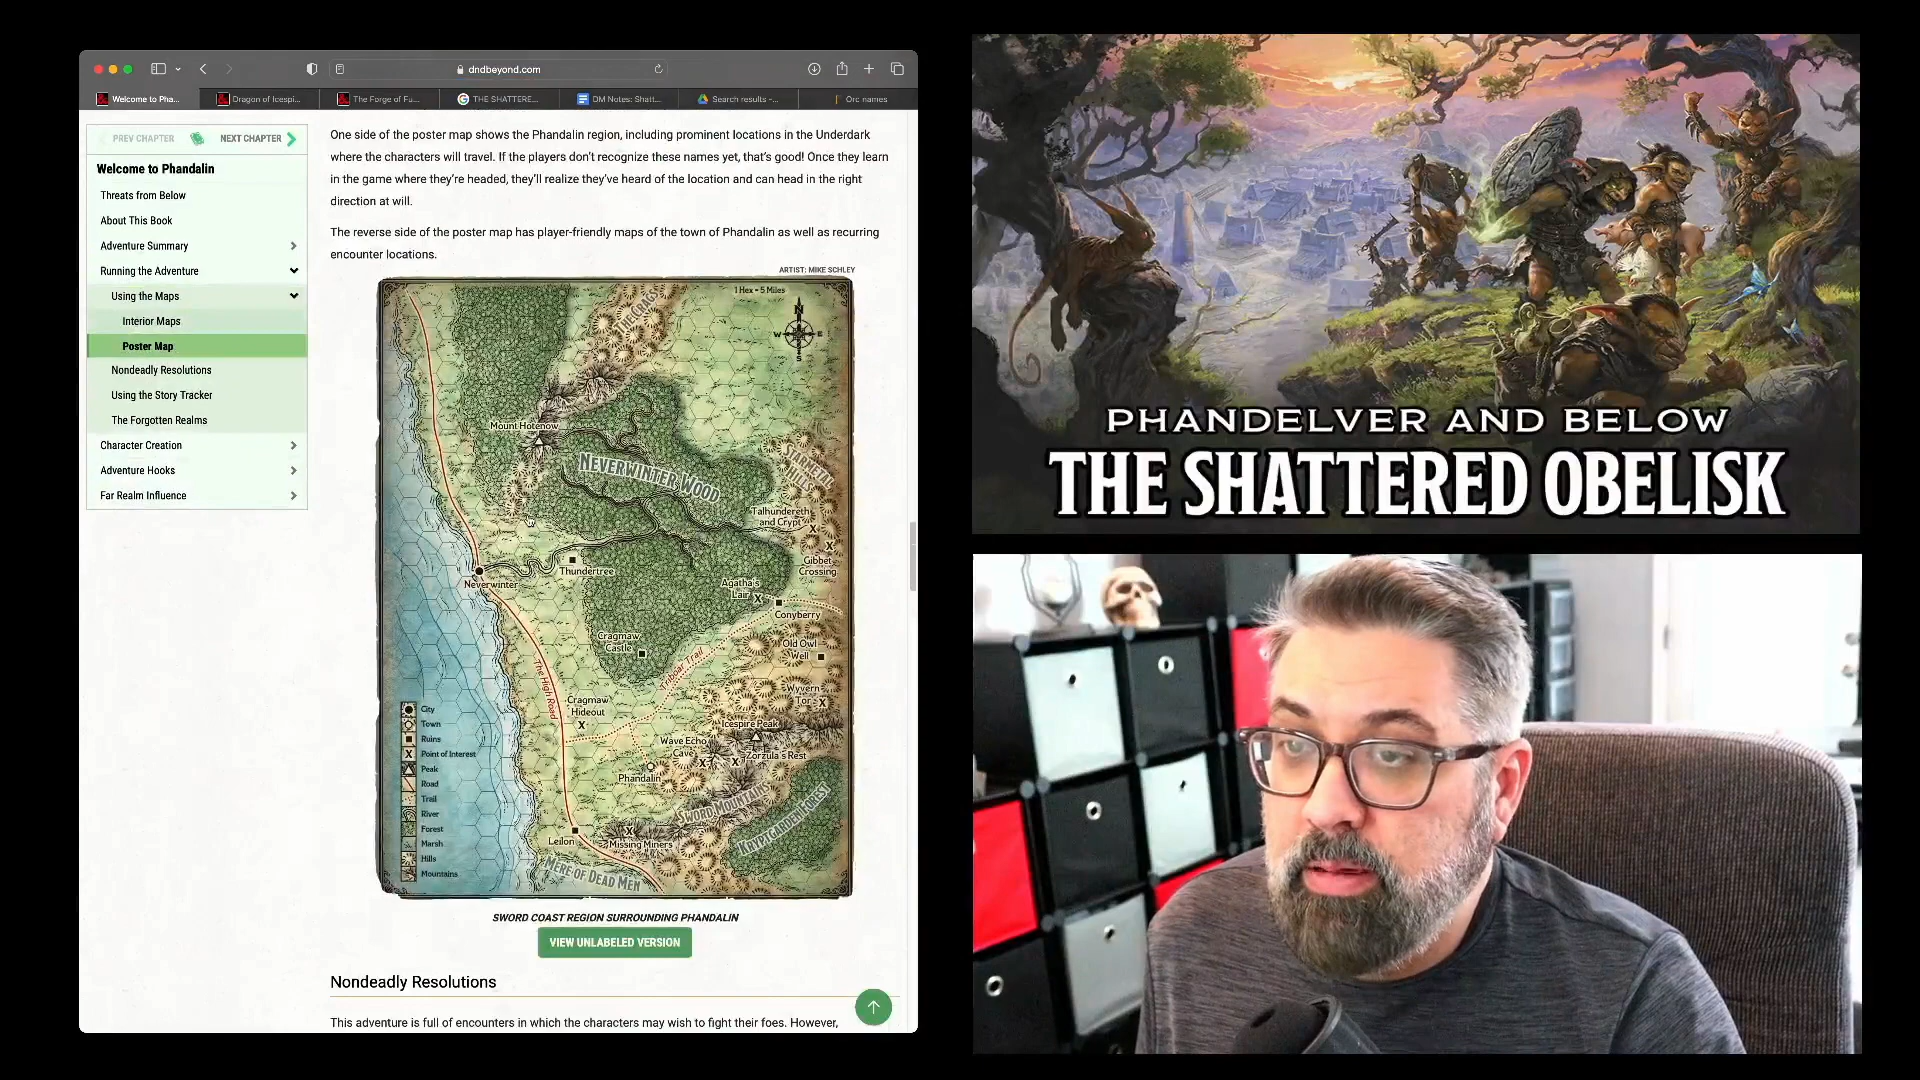 dndbeyond.com
Welcome to Pha...
Dragon of Icespi...
The Forge of Fu...
THE SHATTERE...
DM Notes: Shatt...
Search results -...
Orc names
PREV CHAPTER
NEXT CHAPTER
Welcome to Phandalin
Threats from Below
About This Book
Adventure Summary
Running the Adventure
Using the Maps
Interior Maps
Poster Map
Nondeadly Resolutions
Using the Story Tracker
The Forgotten Realms
Character Creation
Adventure Hooks
Far Realm Influence
One side of the poster map shows the Phandalin region, including prominent locations in the Underdark
where the characters will travel. If the players don't recognize these names yet, that's good! Once they learn
in the game where they're headed, they'll realize they've heard of the location and can head in the right
direction at will.
The reverse side of the poster map has player-friendly maps of the town of Phandalin as well as recurring
encounter locations.
ARTIST: MIKE SCHLEY
1 Hex = 5 Miles
N
W E
S
THE CRAGS
Mount Hotenow
NEVERWINTER WOOD
STARMETAL
HILLS
Talhundereth
and Crypt
Gibbet
Crossing
Neverwinter
Thundertree
Agatha's
Lair
Conyberry
Cragmaw
Castle
Old Owl
Well
Triboar Trail
The High Road
Cragmaw
Hideout
Wyvern
Tor
Icespire Peak
Wave Echo
Cave
Zorzula's Rest
Phandalin
SWORD MOUNTAINS
KRYPTGARDEN FOREST
Leilon
Missing Miners
MERE OF DEAD MEN
City
Town
Ruins
X Point of Interest
Peak
Road
Trail
River
Forest
Marsh
Hills
Mountains
SWORD COAST REGION SURROUNDING PHANDALIN
VIEW UNLABELED VERSION
Nondeadly Resolutions
This adventure is full of encounters in which the characters may wish to fight their foes. However,
PHANDELVER AND BELOW
THE SHATTERED OBELISK